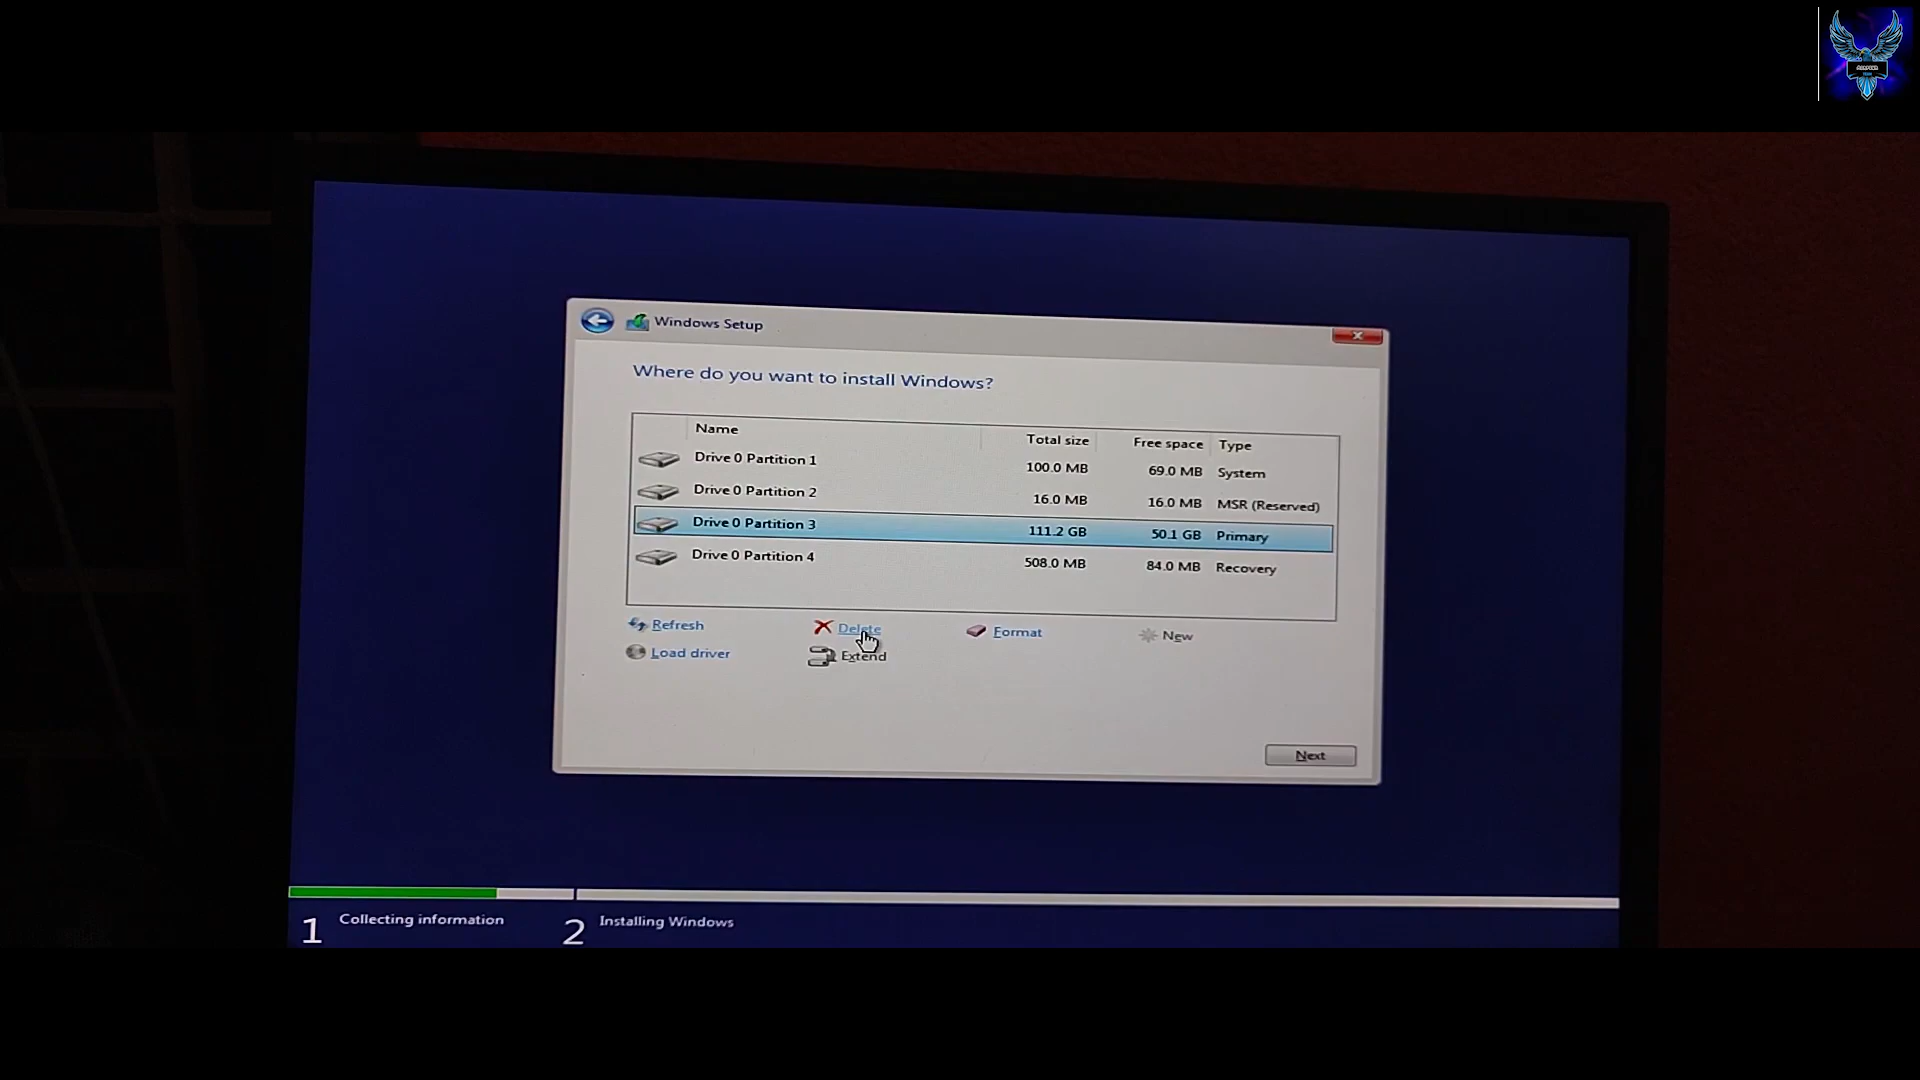 Windows Setup
Where do you want to install Windows?
Name Total size Free space Type
Drive 0 Partition 1 100.0 MB 69.0 MB System
Drive 0 Partition 2 16.0 MB 16.0 MB MSR (Reserved)
Drive 0 Partition 3 111.2 GB 50.1 GB Primary
Drive 0 Partition 4 508.0 MB 84.0 MB Recovery
Refresh Delete Format New
Load driver Extend
Next
1 Collecting information 2 Installing Windows